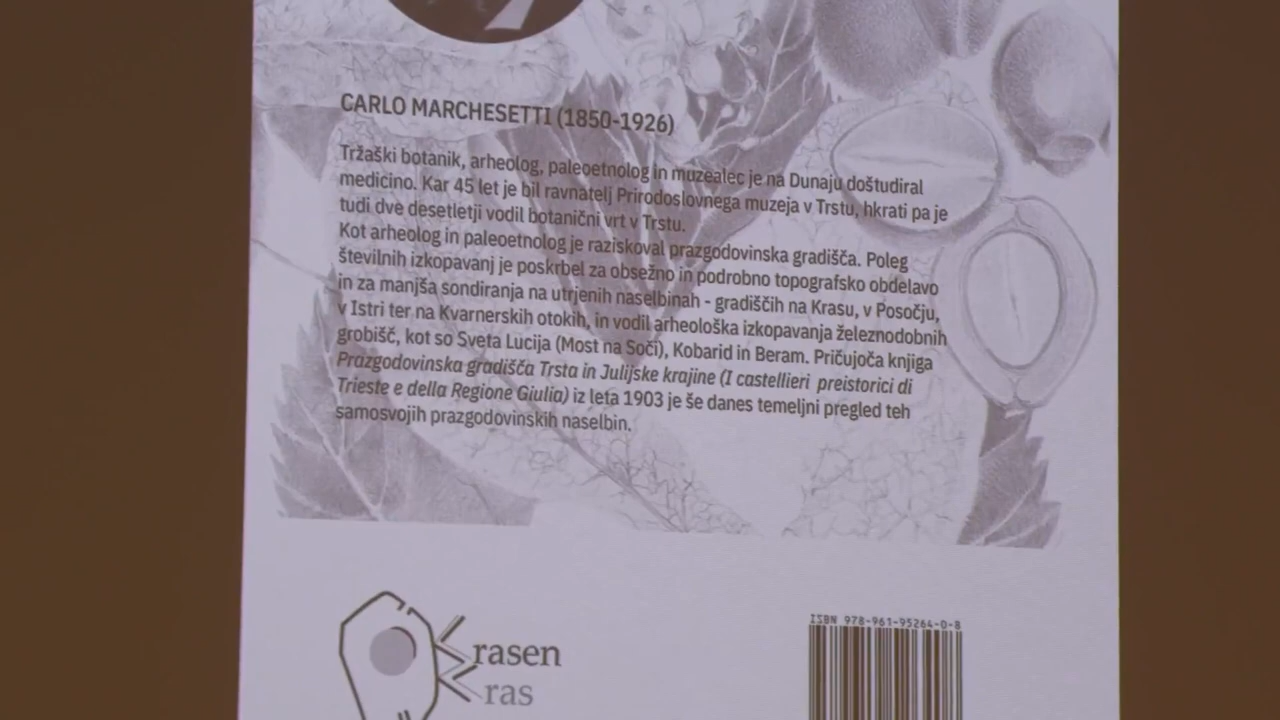 CARLO MARCHESETTI (1850-1926)
Tržaški botanik, arheolog, paleoetnolog in muzealec je na Dunaju doštudiral
medicino. Kar 45 let je bil ravnatelj Prirodoslovnega muzeja v Trstu, hkrati pa je
tudi dve desetletji vodil botanični vrt v Trstu.
Kot arheolog in paleoetnolog je raziskoval prazgodovinska gradišča. Poleg
številnih izkopavanj je poskrbel za obsežno in podrobno topografsko obdelavo
in za manjša sondiranja na utrjenih naselbinah - gradiščih na Krasu, v Posočju,
v Istri ter na Kvarnerskih otokih, in vodil arheološka izkopavanja železnodobnih
grobišč, kot so Sveta Lucija (Most na Soči), Kobarid in Beram. Pričujoča knjiga
Prazgodovinska gradišča Trsta in Julijske krajine (I castellieri preistorici di
Trieste e della Regione Giulia) iz leta 1903 je še danes temeljni pregled teh
samosvojih prazgodovinskih naselbin.
Krasen
Kras
ISBN 978-961-95264-0-8